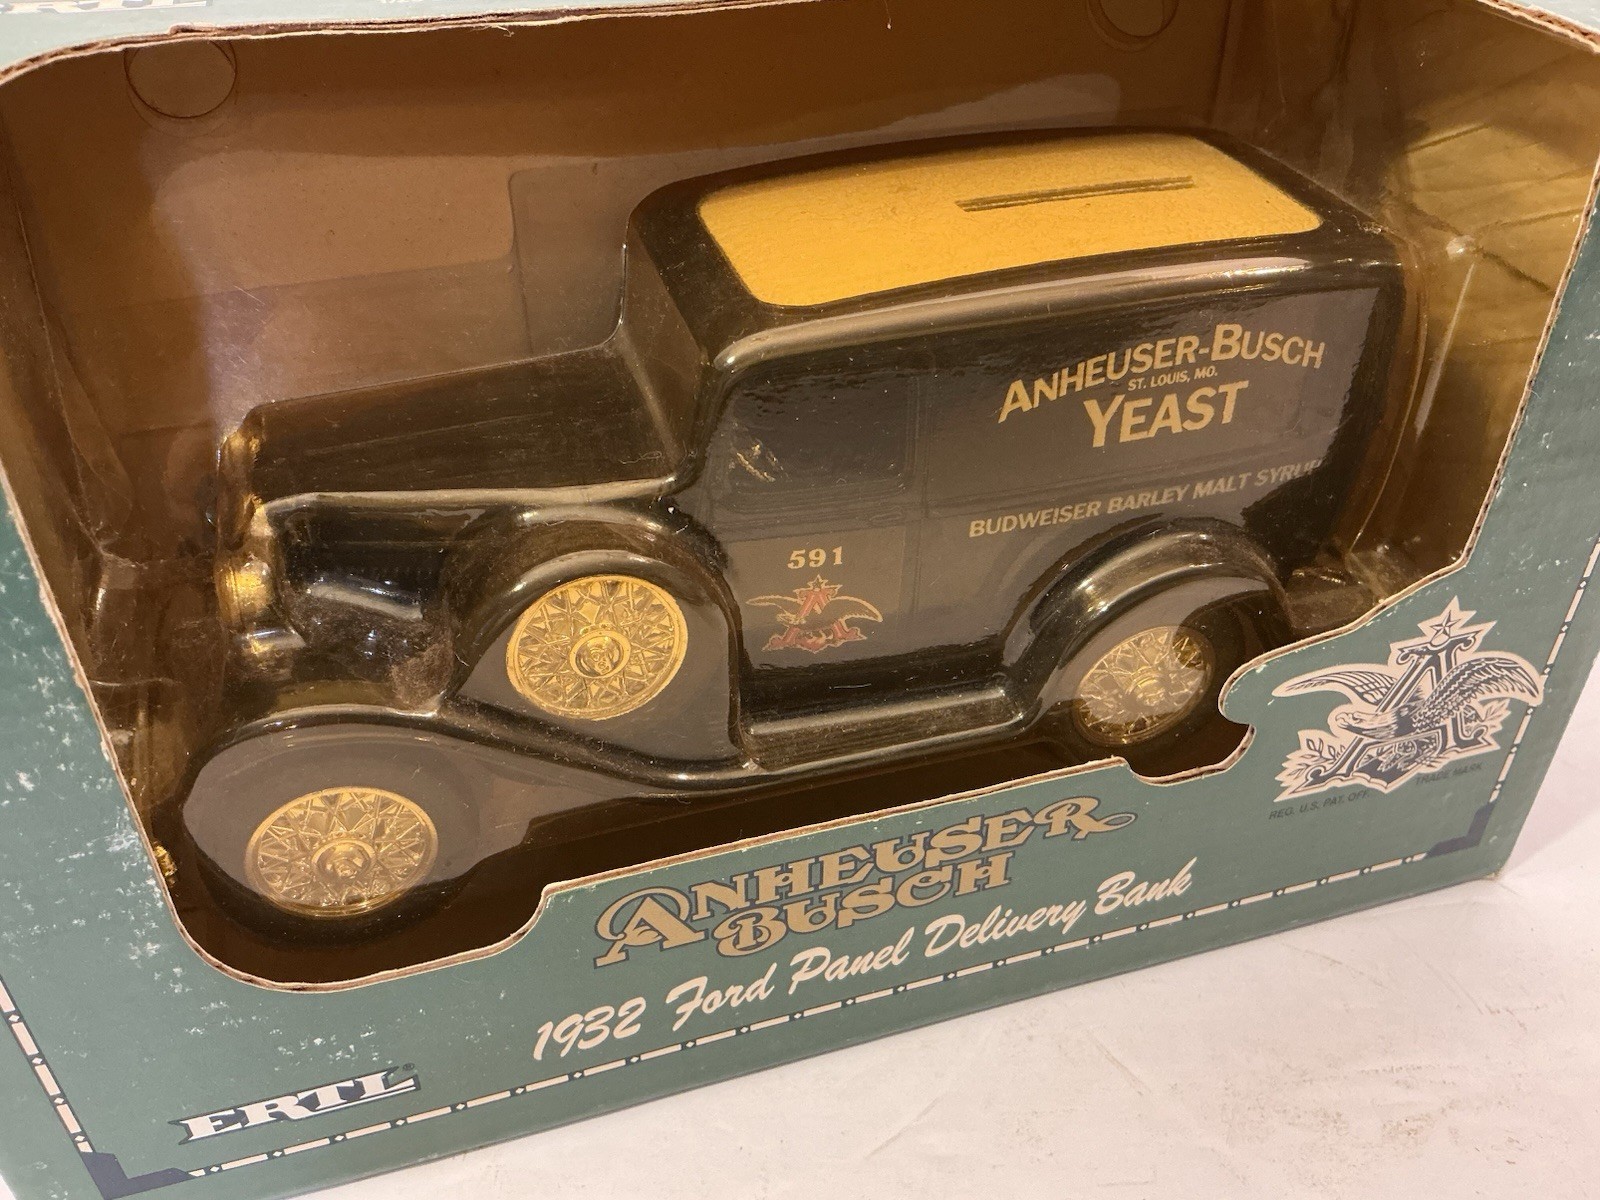 ANHEUSER-BUSCH
ST. LOUIS, MO.
YEAST
BUDWEISER BARLEY MALT SYRUP
591
REG. U.S. PAT. OFF.
TRADE MARK
ANHEUSER
BUSCH
1932 Ford Panel Delivery Bank
ERTL®